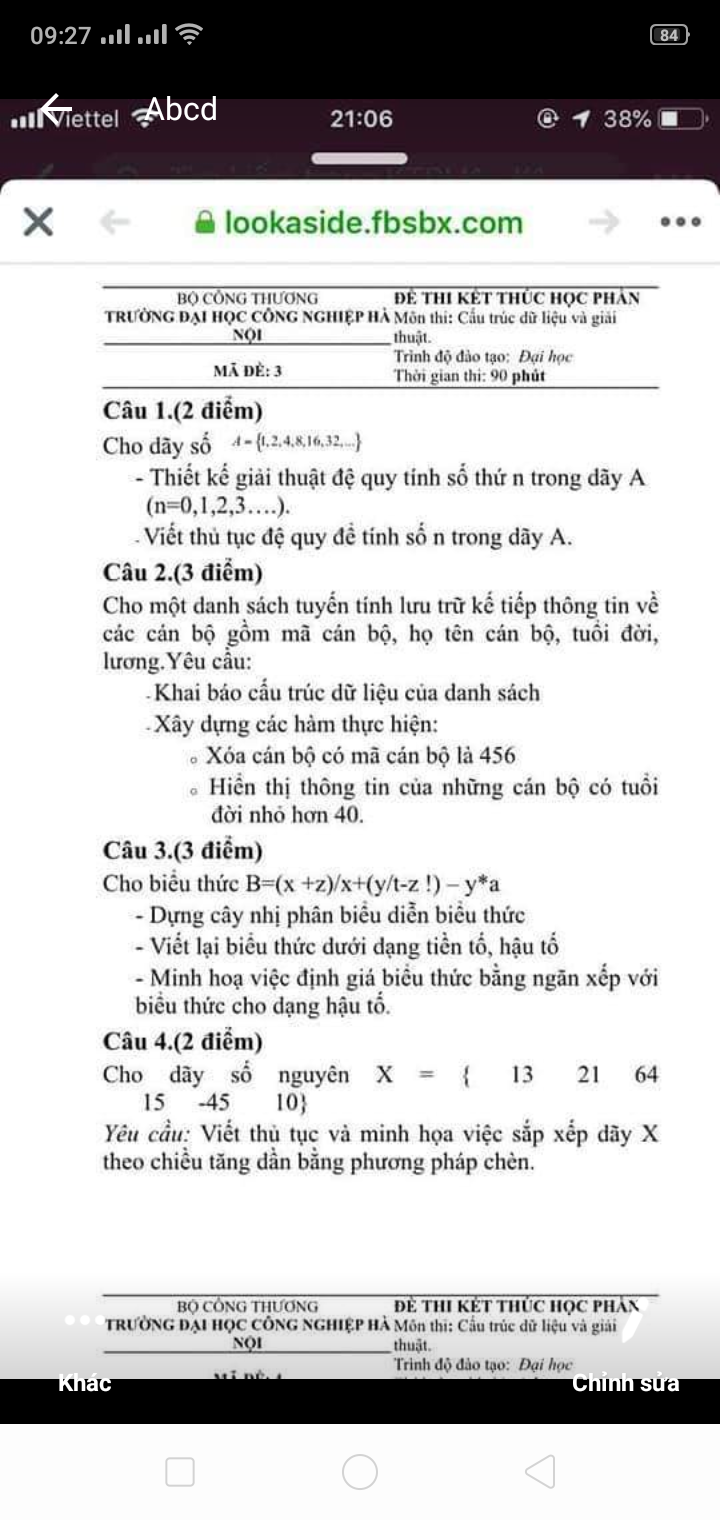 09:27
84
Abcd
Viettel 21:06 38%
lookaside.fbsbx.com
BỘ CÔNG THƯƠNG
TRƯỜNG ĐẠI HỌC CÔNG NGHIỆP HÀ
NỘI
MÃ ĐỀ: 3
ĐỀ THI KẾT THÚC HỌC PHẦN
Môn thi: Cấu trúc dữ liệu và giải
thuật.
Trình độ đào tạo: Đại học
Thời gian thi: 90 phút
Câu 1.(2 điểm)
Cho dãy số A = {1,2,4,8,16,32,...}
- Thiết kế giải thuật đệ quy tính số thứ n trong dãy A
(n=0,1,2,3….).
- Viết thủ tục đệ quy để tính số n trong dãy A.
Câu 2.(3 điểm)
Cho một danh sách tuyến tính lưu trữ kế tiếp thông tin về
các cán bộ gồm mã cán bộ, họ tên cán bộ, tuổi đời,
lương.Yêu cầu:
- Khai báo cấu trúc dữ liệu của danh sách
- Xây dựng các hàm thực hiện:
o Xóa cán bộ có mã cán bộ là 456
o Hiển thị thông tin của những cán bộ có tuổi
đời nhỏ hơn 40.
Câu 3.(3 điểm)
Cho biểu thức B=(x +z)/x+(y/t-z !) – y*a
- Dựng cây nhị phân biểu diễn biểu thức
- Viết lại biểu thức dưới dạng tiền tố, hậu tố
- Minh hoạ việc định giá biểu thức bằng ngăn xếp với
biểu thức cho dạng hậu tố.
Câu 4.(2 điểm)
Cho dãy số nguyên X = { 13 21 64
15 -45 10}
Yêu cầu: Viết thủ tục và minh họa việc sắp xếp dãy X
theo chiều tăng dần bằng phương pháp chèn.
BỘ CÔNG THƯƠNG
TRƯỜNG ĐẠI HỌC CÔNG NGHIỆP HÀ
NỘI
ĐỀ THI KẾT THÚC HỌC PHẦN
Môn thi: Cấu trúc dữ liệu và giải
thuật.
Trình độ đào tạo: Đại học
Khác
Chỉnh sửa